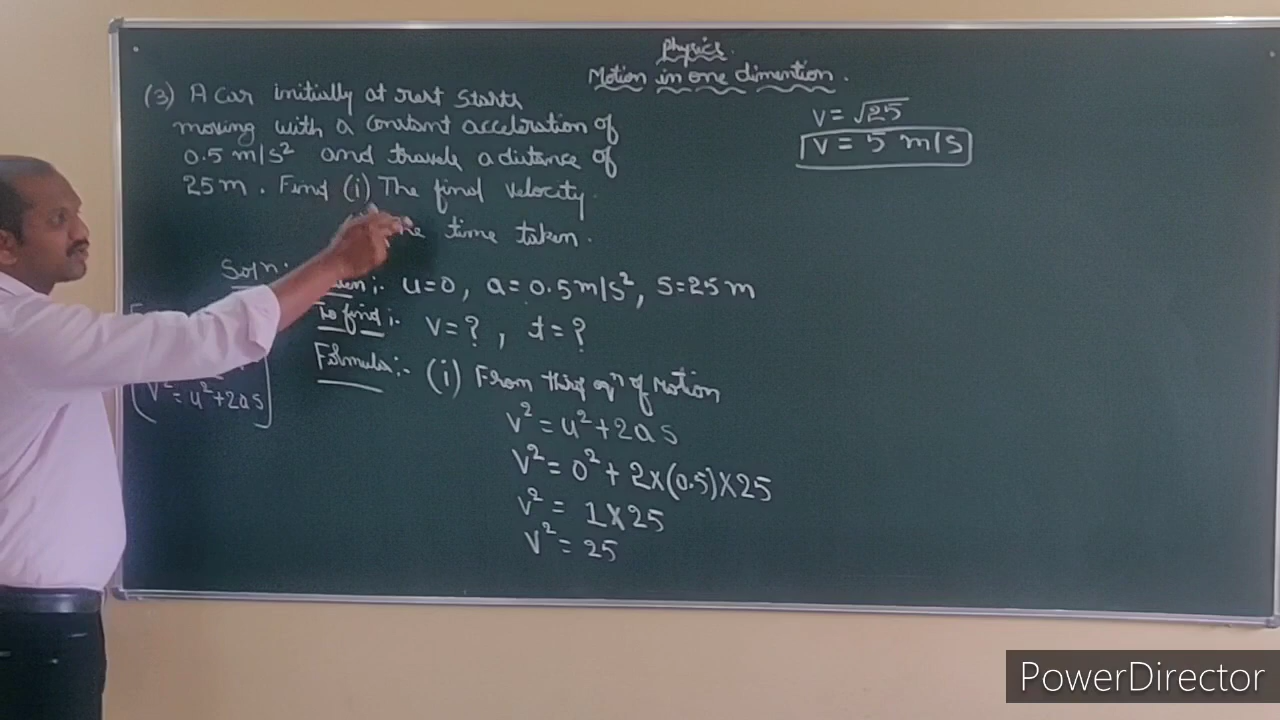 Physics.
Motion in one dimention.
(3) A Car initially at rest starts
moving with a Constant acceleration of
0.5 m/s² and travels a distance of
25 m. Find (i) The final velocity.
time taken.
Soln:
u=0, a=0.5 m/s², s=25 m
To find :- v=?, t=?
Formula:- (i) From third eqⁿ of Motion
v² = u² + 2as
v² = 0² + 2×(0.5)×25
v² = 1×25
v² = 25
v² = u²+2as
v = √25
v = 5 m/s
PowerDirector